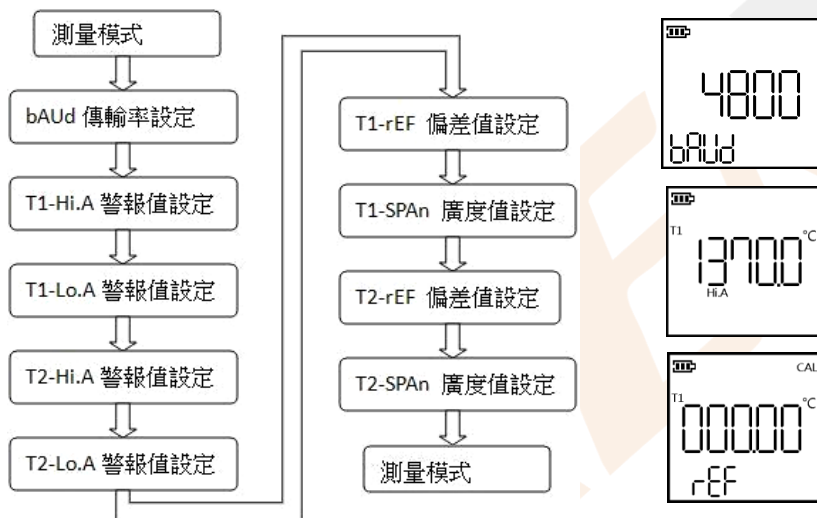 測量模式
bAUd 傳輸率設定
T1-Hi.A 警報值設定
T1-Lo.A 警報值設定
T2-Hi.A 警報值設定
T2-Lo.A 警報值設定
T1-rEF 偏差值設定
T1-SPAn 廣度值設定
T2-rEF 偏差值設定
T2-SPAn 廣度值設定
測量模式
4800
bAUd
T1
1370.0 °C
Hi.A
CAL
T1
000.00 °C
rEF